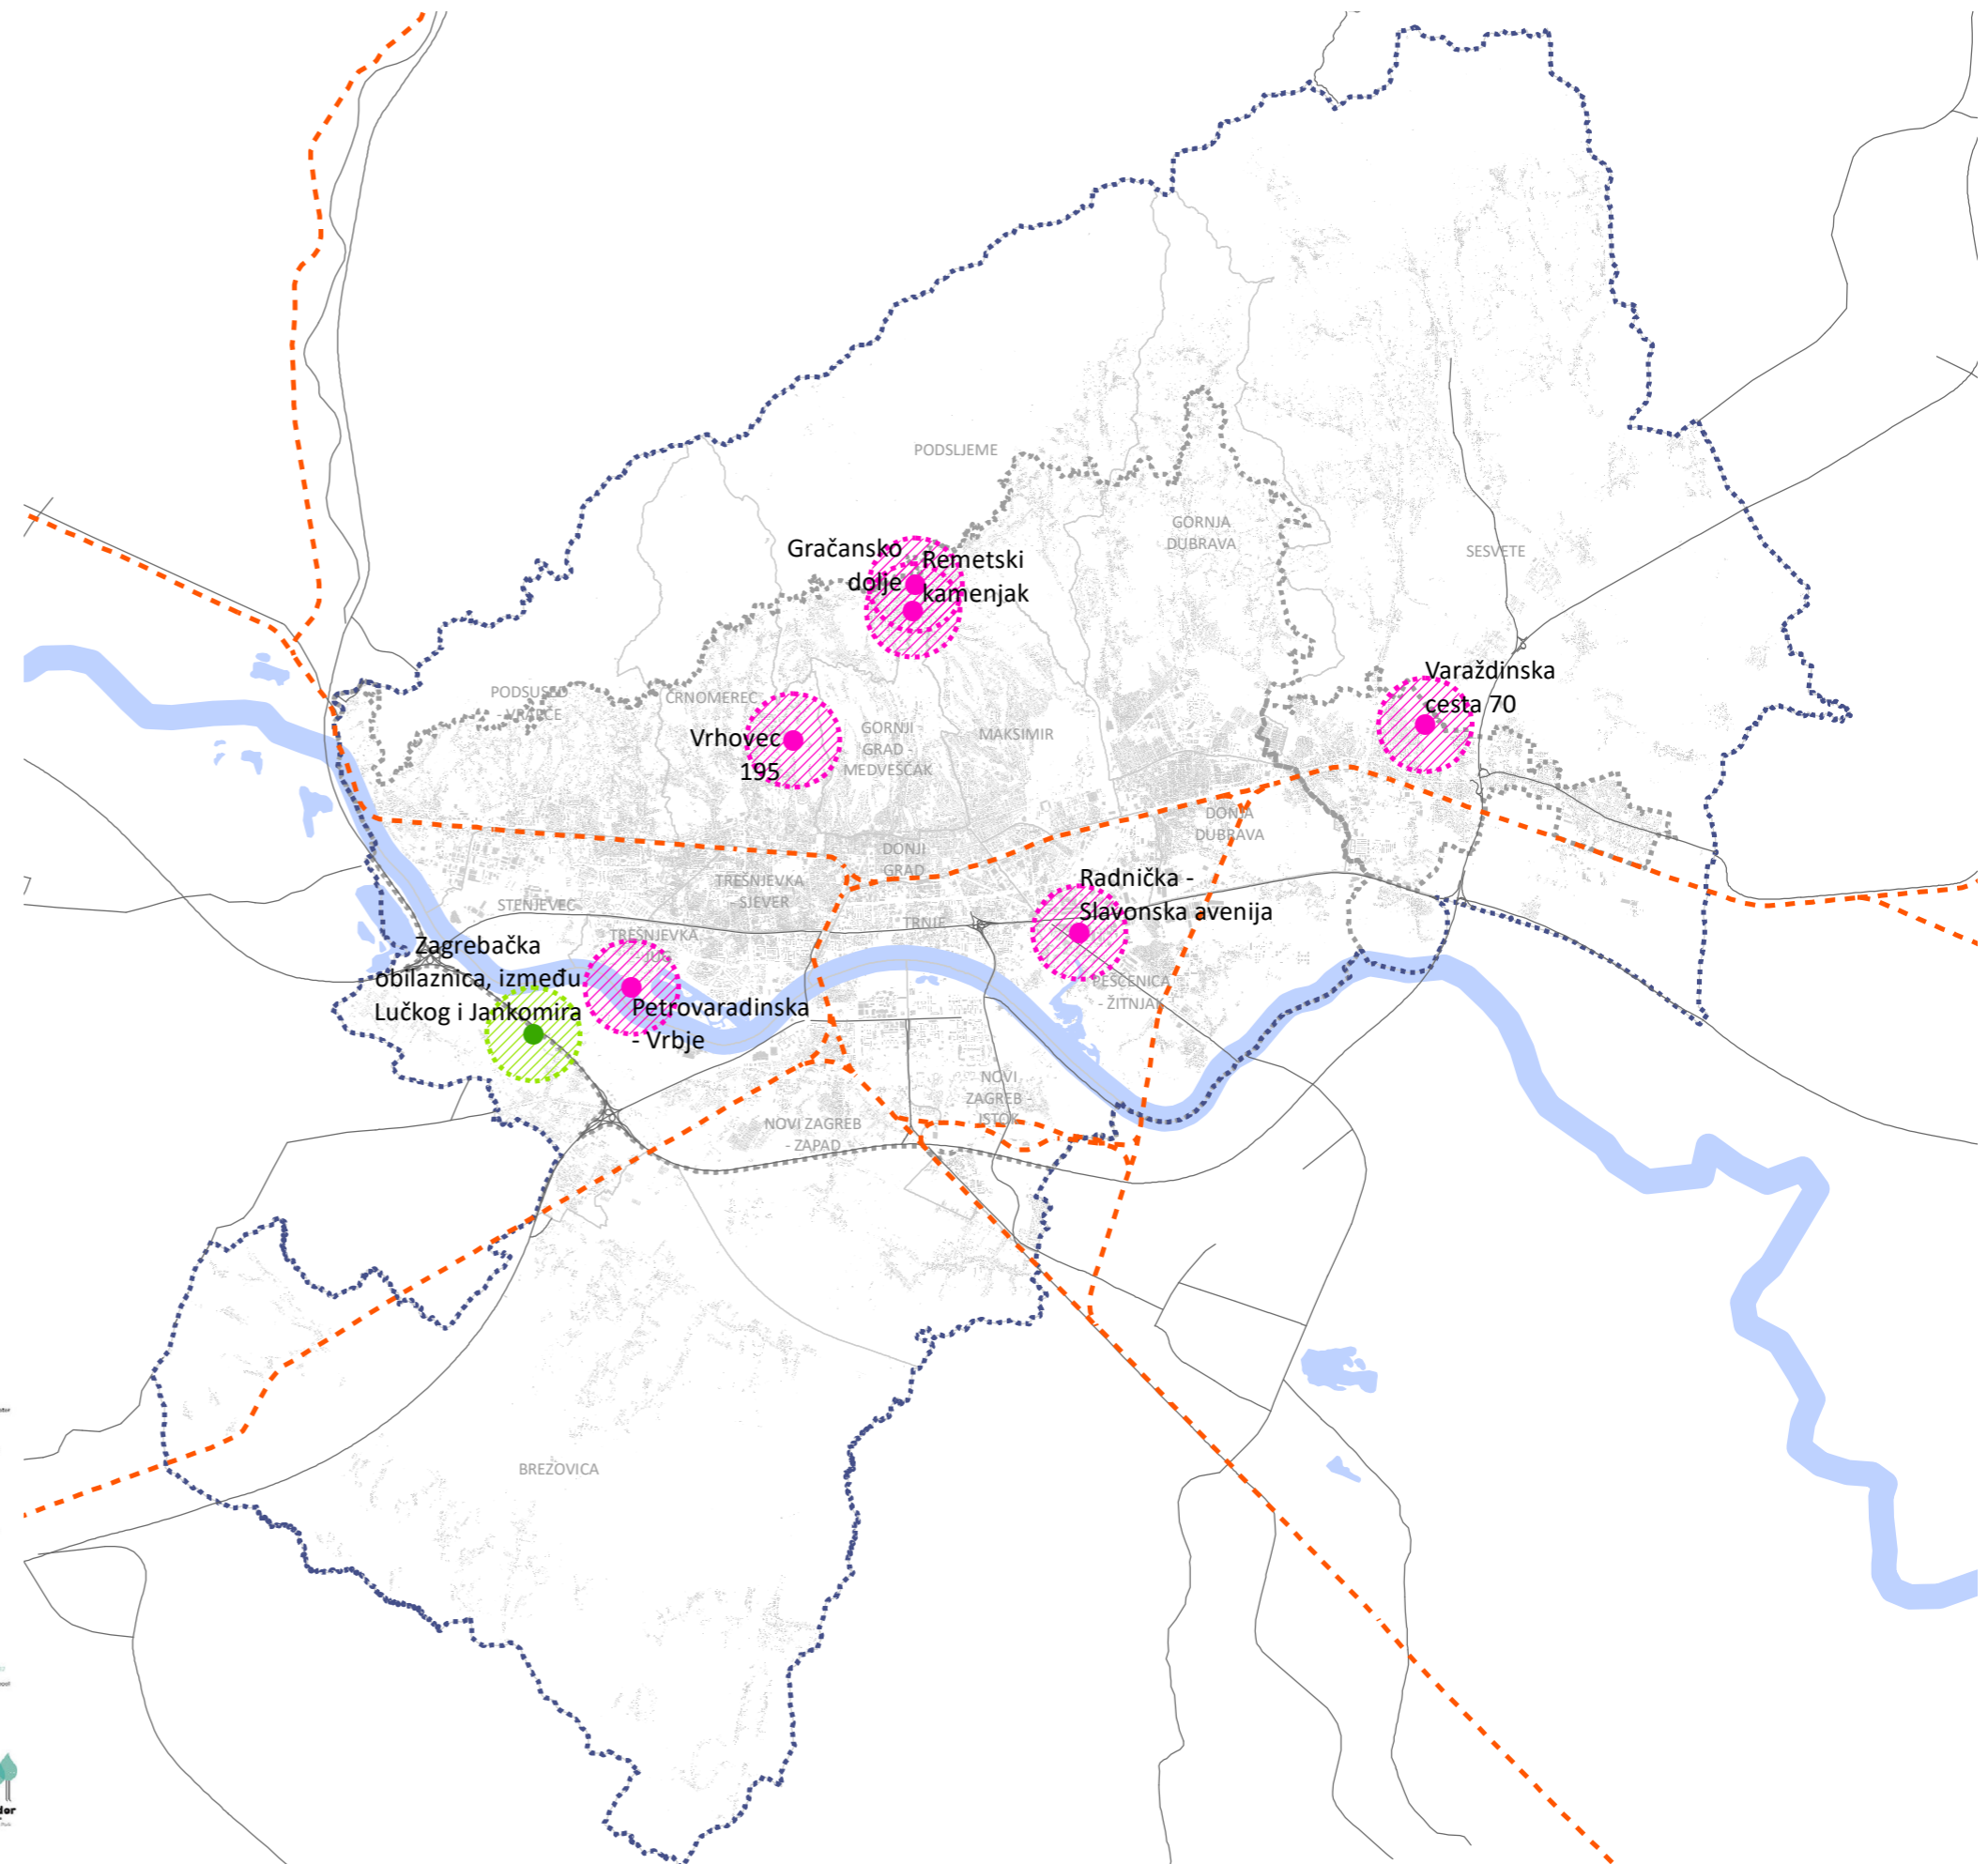 PODSLJEME
GORNJA
DUBRAVA
SESVETE
Gračansko
dolje
Remetski
kamenjak
Varaždinska
cesta 70
PODSUSED
- VRAPČE
ČRNOMEREC
Vrhovec
195
GORNJI
GRAD -
MEDVEŠČAK
MAKSIMIR
DONJA
DUBRAVA
DONJI
GRAD
TREŠNJEVKA
- SJEVER
STENJEVEC
TRNJE
Radnička -
Slavonska avenija
TREŠNJEVKA
- JUG
Zagrebačka
obilaznica, između
Lučkog i Jankomira
Petrovaradinska
- Vrbje
PEŠČENICA
- ŽITNJAK
NOVI
ZAGREB -
ISTOK
NOVI ZAGREB
- ZAPAD
BREZOVICA